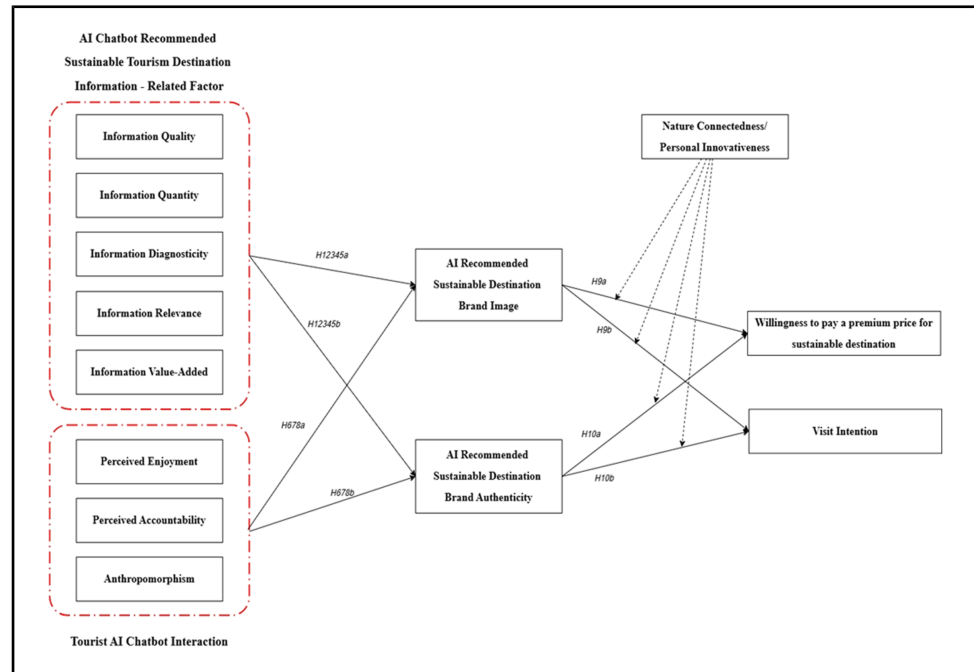 AI Chatbot Recommended
Sustainable Tourism Destination
Information - Related Factor
Information Quality
Information Quantity
Information Diagnosticity
Information Relevance
Information Value-Added
Perceived Enjoyment
Perceived Accountability
Anthropomorphism
Tourist AI Chatbot Interaction
H12345a
H12345b
H678a
H678b
AI Recommended
Sustainable Destination
Brand Image
AI Recommended
Sustainable Destination
Brand Authenticity
Nature Connectedness/
Personal Innovativeness
H9a
H9b
H10a
H10b
Willingness to pay a premium price for
sustainable destination
Visit Intention